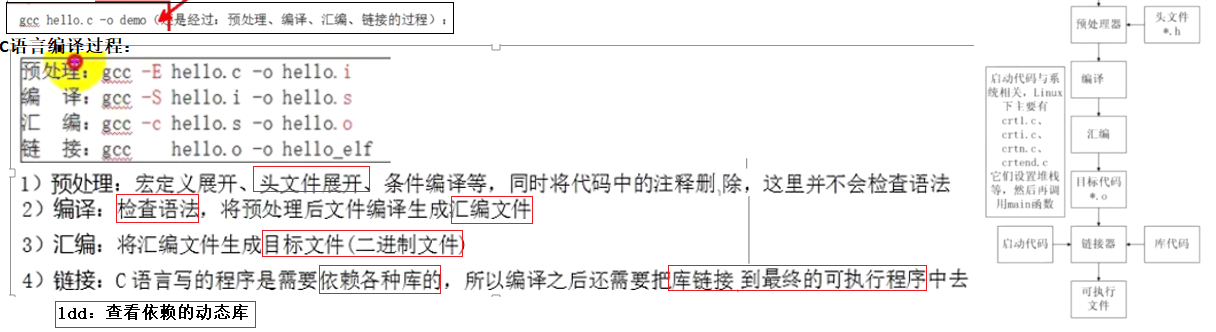 gcc hello.c -o demo（还是经过：预处理、编译、汇编、链接的过程）：
C语言编译过程：
预处理：gcc -E hello.c -o hello.i
编  译：gcc -S hello.i -o hello.s
汇  编：gcc -c hello.s -o hello.o
链  接：gcc    hello.o -o hello_elf
1）预处理：宏定义展开、头文件展开、条件编译等，同时将代码中的注释删除，这里并不会检查语法
2）编译：检查语法，将预处理后文件编译生成汇编文件
3）汇编：将汇编文件生成目标文件(二进制文件)
4）链接：C 语言写的程序是需要依赖各种库的，所以编译之后还需要把库链接到最终的可执行程序中去
ldd：查看依赖的动态库
预处理器
头文件
*.h
编译
汇编
启动代码与系
统相关，Linux
下主要有
crt1.c、
crti.c、
crtn.c、
crtend.c
它们设置堆栈
等，然后再调
用main函数
目标代码
*.o
启动代码
链接器
库代码
可执行
文件